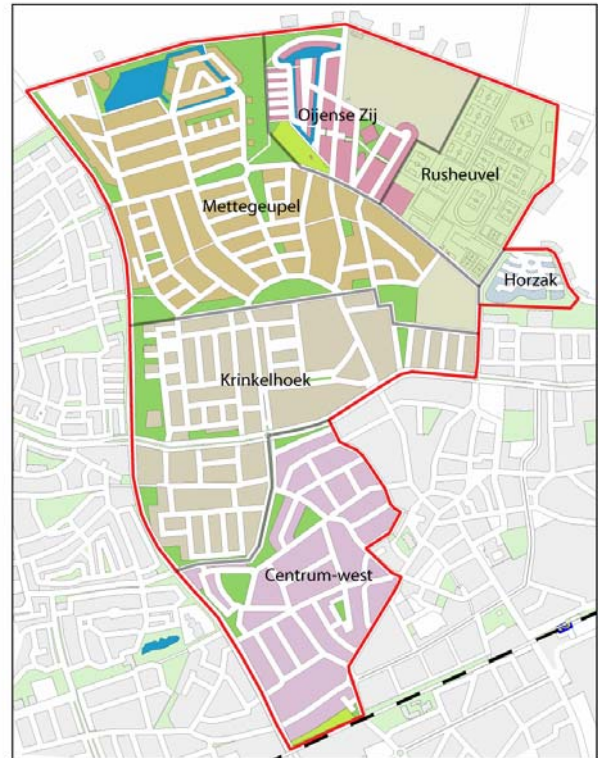 Oijense Zij
Rusheuvel
Mettegeupel
Horzak
Krinkelhoek
Centrum-west